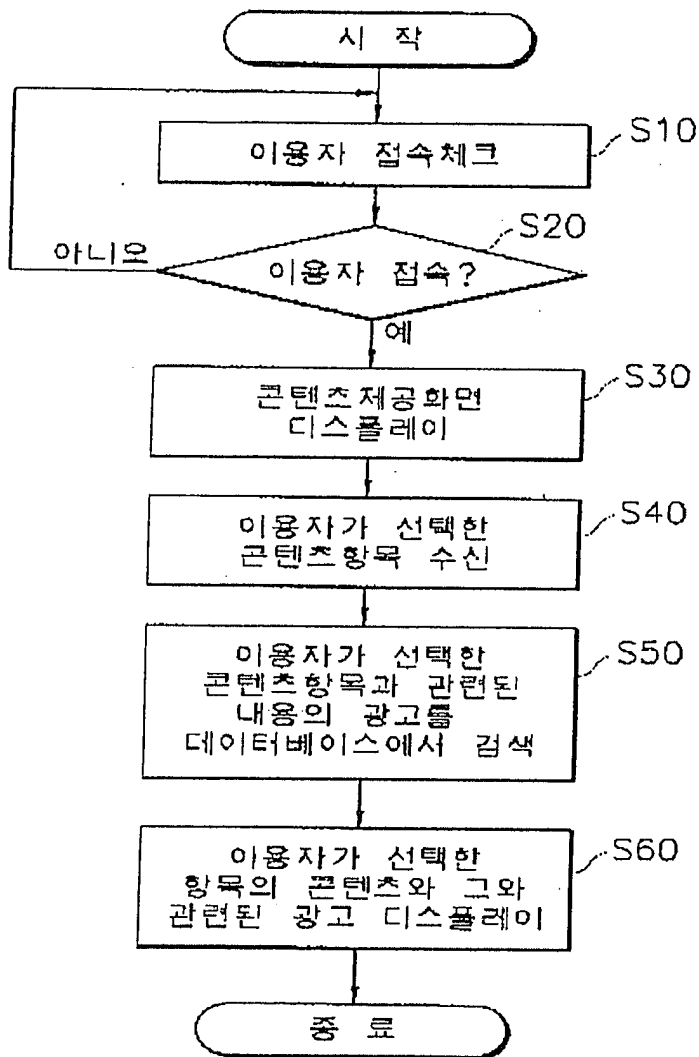 시 작
이용자 접속체크
S10
S20
아니오
이용자 접속?
예
S30
콘텐츠제공화면
디스플레이
S40
이용자가 선택한
콘텐츠항목 수신
S50
이용자가 선택한
콘텐츠항목과 관련된
내용의 광고를
데이터베이스에서 검색
S60
이용자가 선택한
항목의 콘텐츠와 그와
관련된 광고 디스플레이
종 료